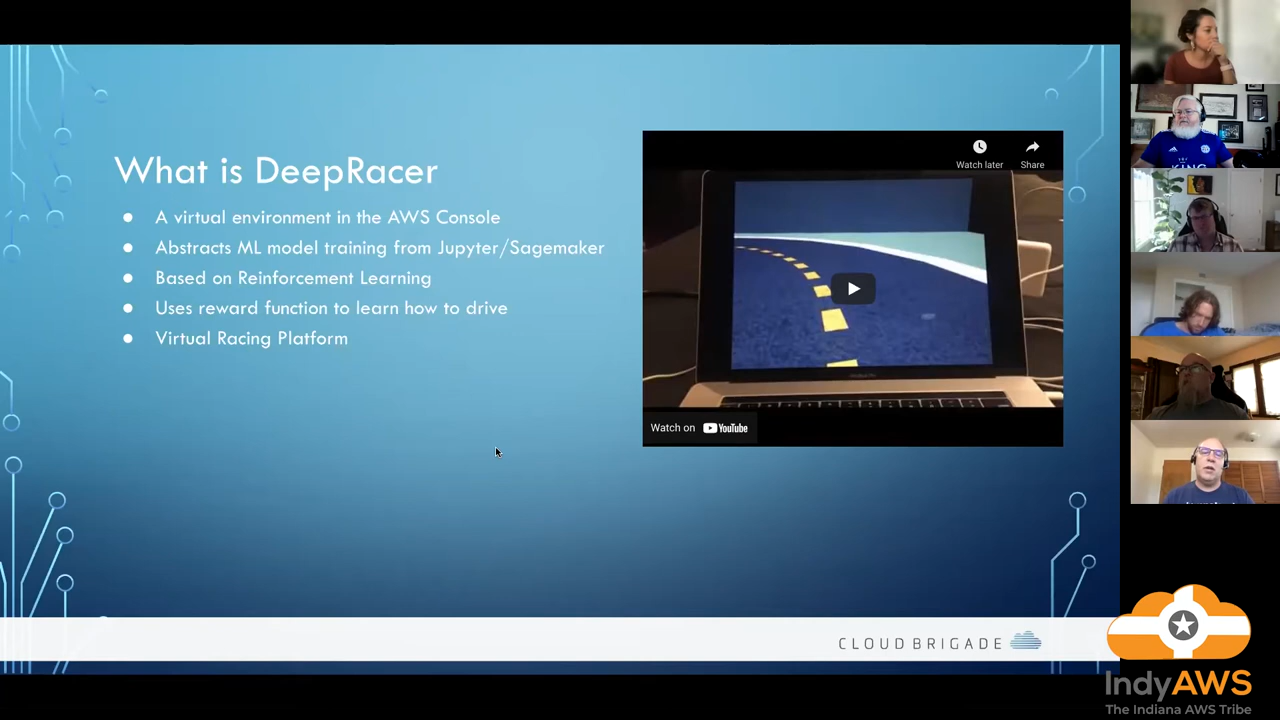 What is DeepRacer
● A virtual environment in the AWS Console
● Abstracts ML model training from Jupyter/Sagemaker
● Based on Reinforcement Learning
● Uses reward function to learn how to drive
● Virtual Racing Platform
Watch later
Share
Watch on YouTube
CLOUD BRIGADE
KING
IndyAWS
The Indiana AWS Tribe